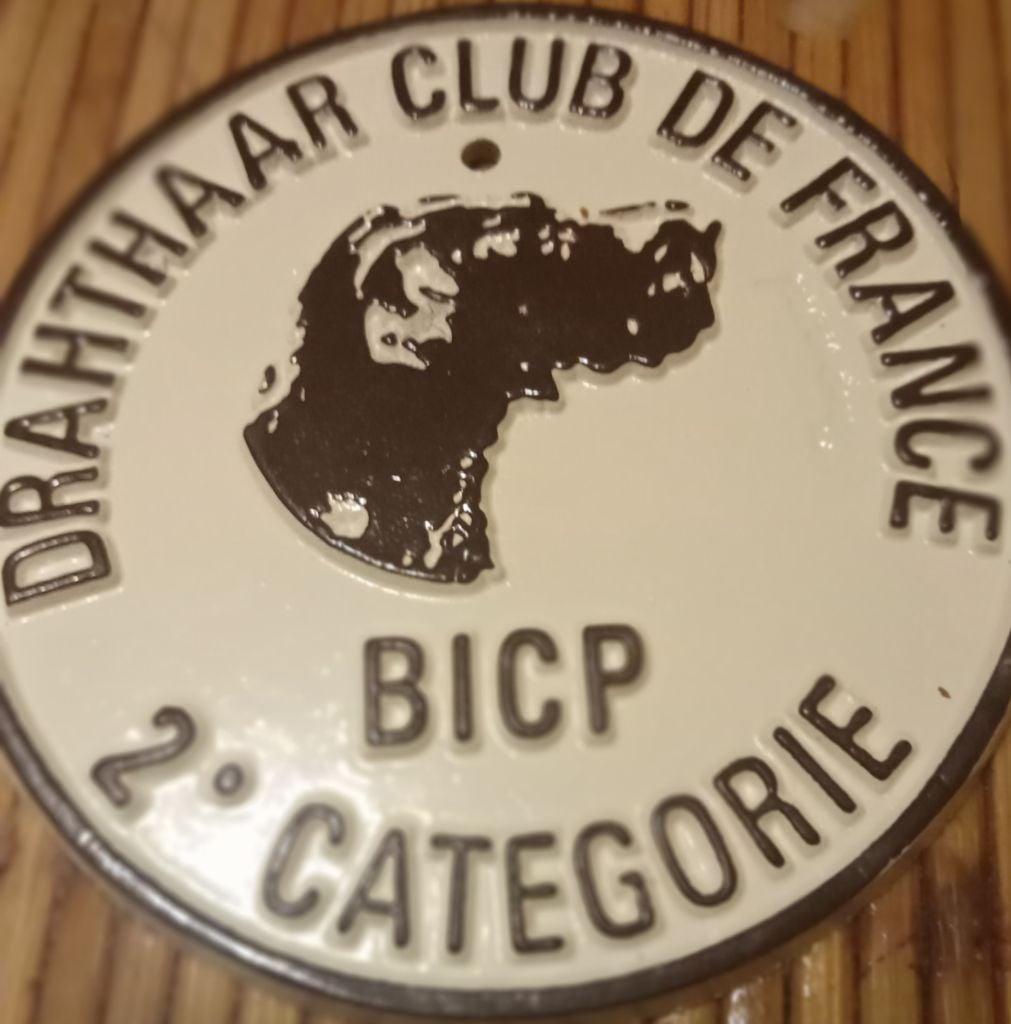 DRAHTHAAR CLUB DE FRANCE
BICP
2° CATEGORIE